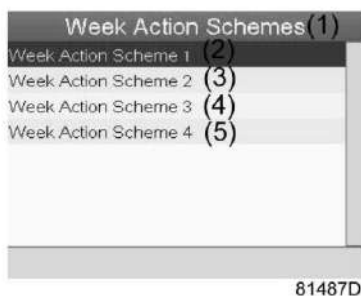 Week Action Schemes(1)
Week Action Scheme 1 (2)
Week Action Scheme 2 (3)
Week Action Scheme 3 (4)
Week Action Scheme 4 (5)
81487D